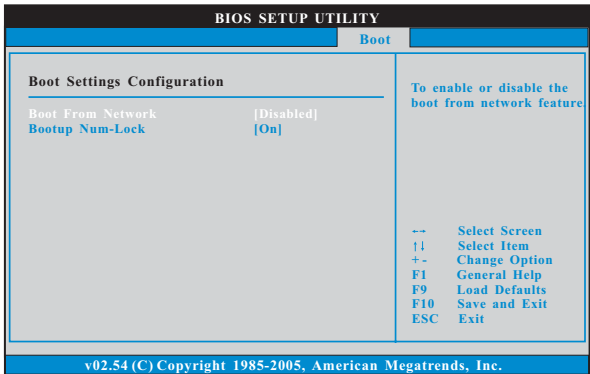 BIOS SETUP UTILITY
Boot
Boot Settings Configuration
Boot From Network [Disabled]
Bootup Num-Lock [On]
To enable or disable the
boot from network feature.
←→ Select Screen
↑↓ Select Item
+- Change Option
F1 General Help
F9 Load Defaults
F10 Save and Exit
ESC Exit
v02.54 (C) Copyright 1985-2005, American Megatrends, Inc.